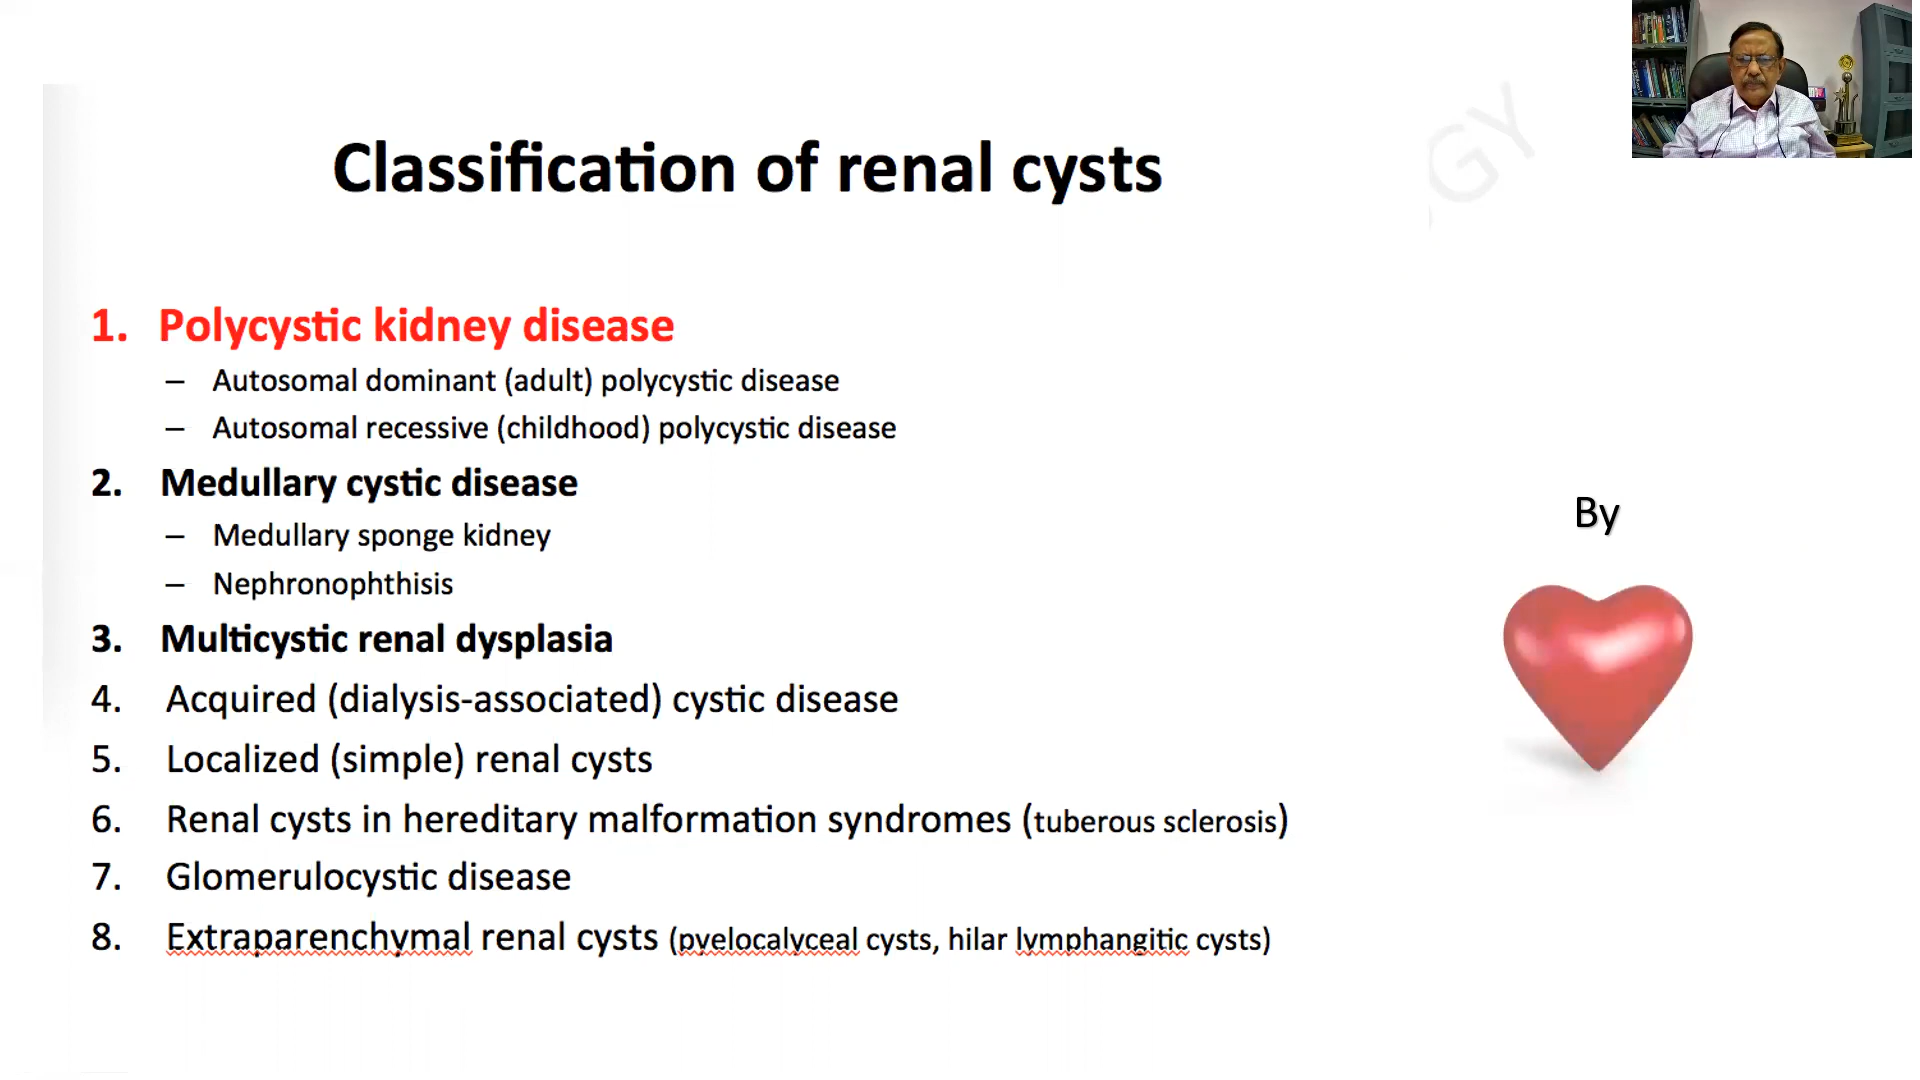 GY
Classification of renal cysts
1. Polycystic kidney disease
– Autosomal dominant (adult) polycystic disease
– Autosomal recessive (childhood) polycystic disease
2. Medullary cystic disease
– Medullary sponge kidney
– Nephronophthisis
3. Multicystic renal dysplasia
4. Acquired (dialysis-associated) cystic disease
5. Localized (simple) renal cysts
6. Renal cysts in hereditary malformation syndromes (tuberous sclerosis)
7. Glomerulocystic disease
8. Extraparenchymal renal cysts (pyelocalyceal cysts, hilar lymphangitic cysts)
By